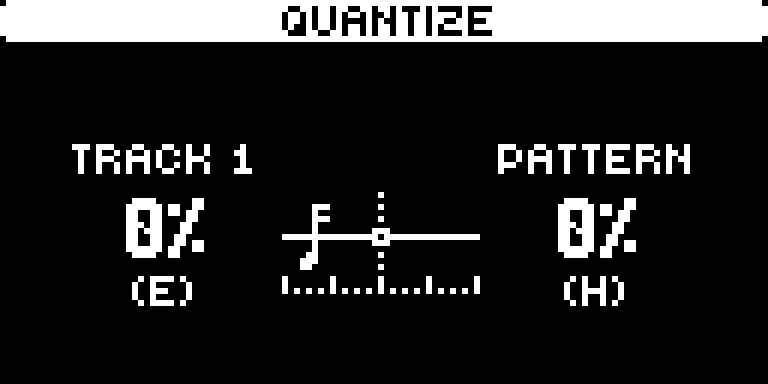 QUANTIZE
TRACK 1
PATTERN
0%
0%
(E)
(H)